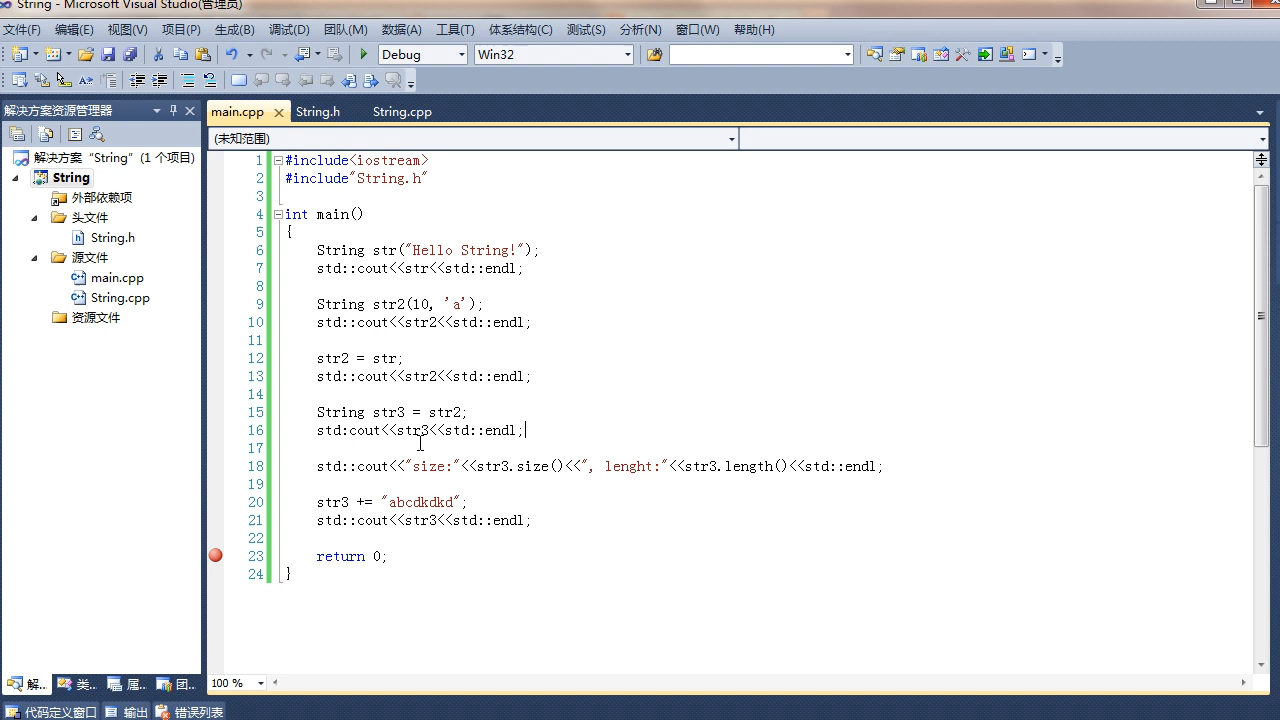 String - Microsoft Visual Studio(管理员)
文件(F) 编辑(E) 视图(V) 项目(P) 生成(B) 调试(D) 团队(M) 数据(A) 工具(T) 体系结构(C) 测试(S) 分析(N) 窗口(W) 帮助(H)
Debug Win32
解决方案资源管理器
main.cpp String.h String.cpp
(未知范围)
解决方案 "String" (1 个项目)
String
外部依赖项
头文件
String.h
源文件
main.cpp
String.cpp
资源文件
1 #include<iostream>
2 #include"String.h"
3
4 int main()
5 {
6 String str("Hello String!");
7 std::cout<<str<<std::endl;
8
9 String str2(10, 'a');
10 std::cout<<str2<<std::endl;
11
12 str2 = str;
13 std::cout<<str2<<std::endl;
14
15 String str3 = str2;
16 std:cout<<str3<<std::endl;
17
18 std::cout<<"size:"<<str3.size()<<", lenght:"<<str3.length()<<std::endl;
19
20 str3 += "abcdkdkd";
21 std::cout<<str3<<std::endl;
22
23 return 0;
24 }
解... 类... 属... 团...
100 %
代码定义窗口 输出 错误列表